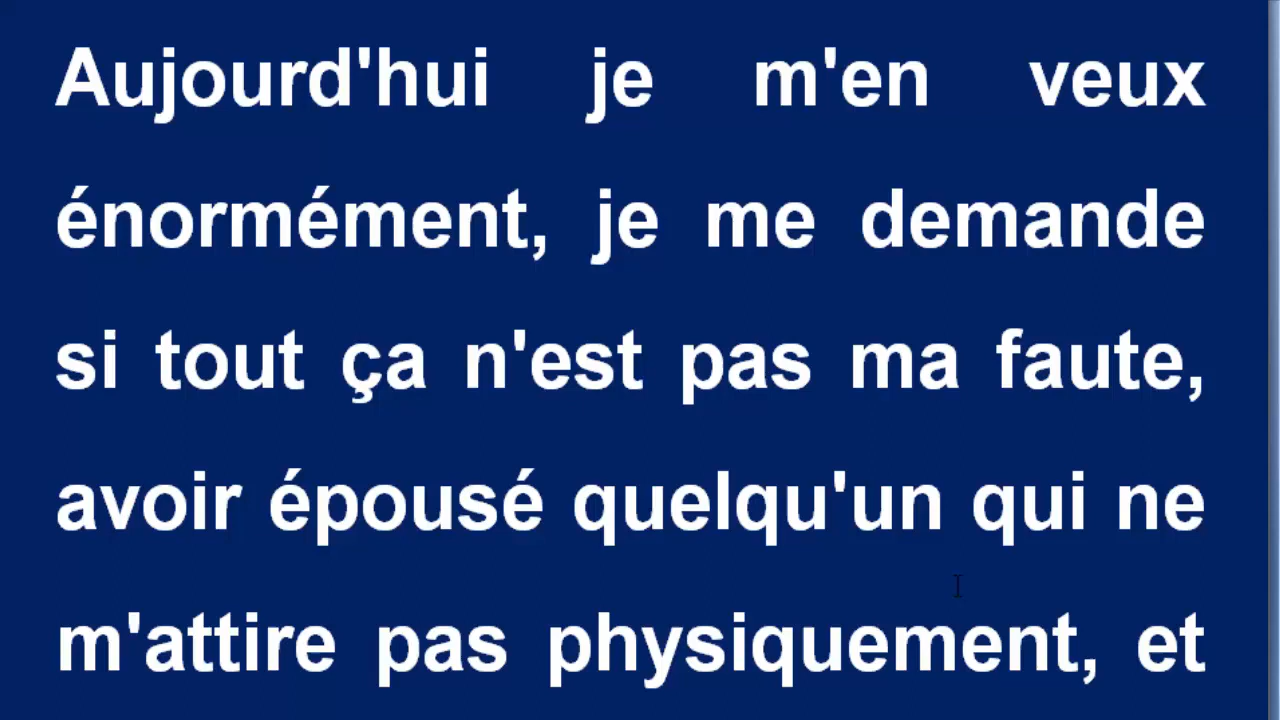 Aujourd'hui je m'en veux
énormément, je me demande
si tout ça n'est pas ma faute,
avoir épousé quelqu'un qui ne
m'attire pas physiquement, et